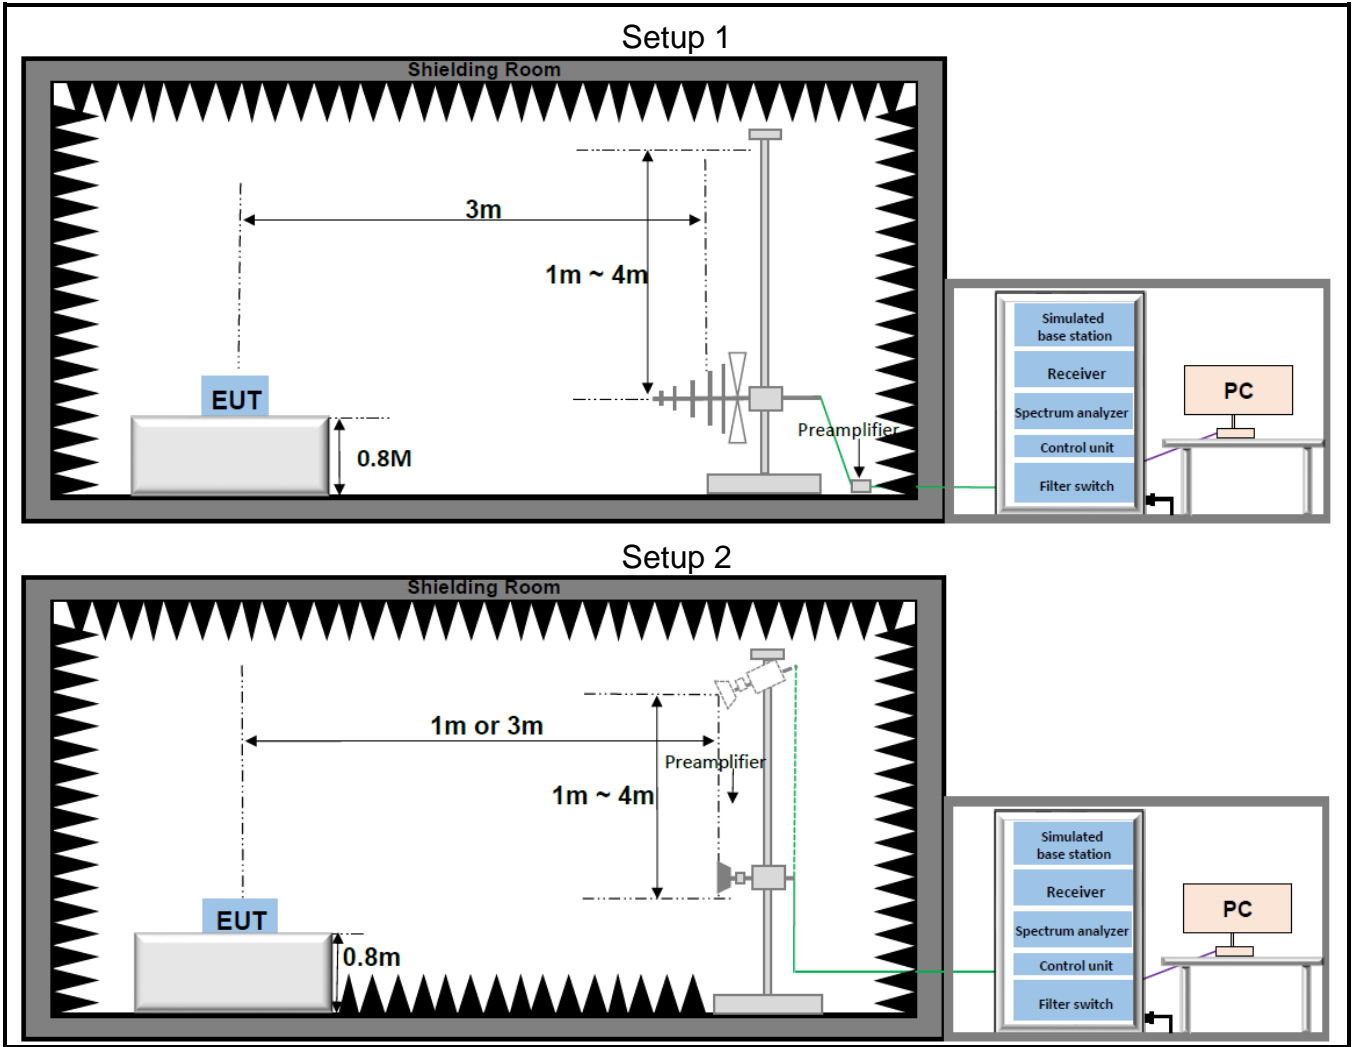 Setup 1
Shielding Room
3m
1m ~ 4m
EUT
0.8M
Preamplifier
Simulated
base station
Receiver
Spectrum analyzer
Control unit
Filter switch
PC
Setup 2
Shielding Room
1m or 3m
Preamplifier
1m ~ 4m
EUT
0.8m
Simulated
base station
Receiver
Spectrum analyzer
Control unit
Filter switch
PC